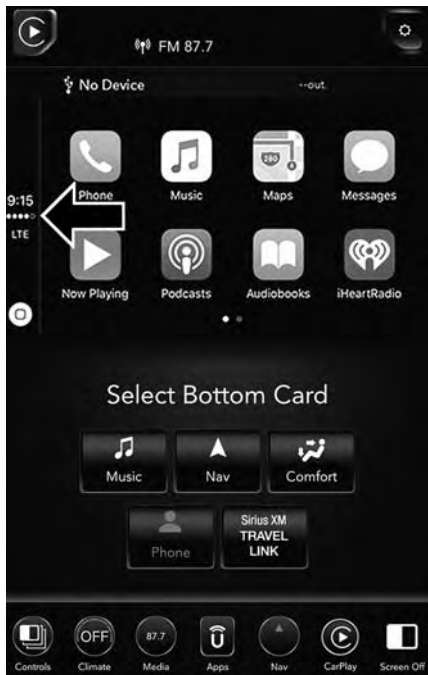 FM 87.7
No Device
--out
280
9:15
LTE
Phone Music Maps Messages
Now Playing Podcasts Audiobooks iHeartRadio
Select Bottom Card
Music Nav Comfort
Phone
Sirius XM
TRAVEL
LINK
OFF 87.7
Controls Climate Media Apps Nav CarPlay Screen Off